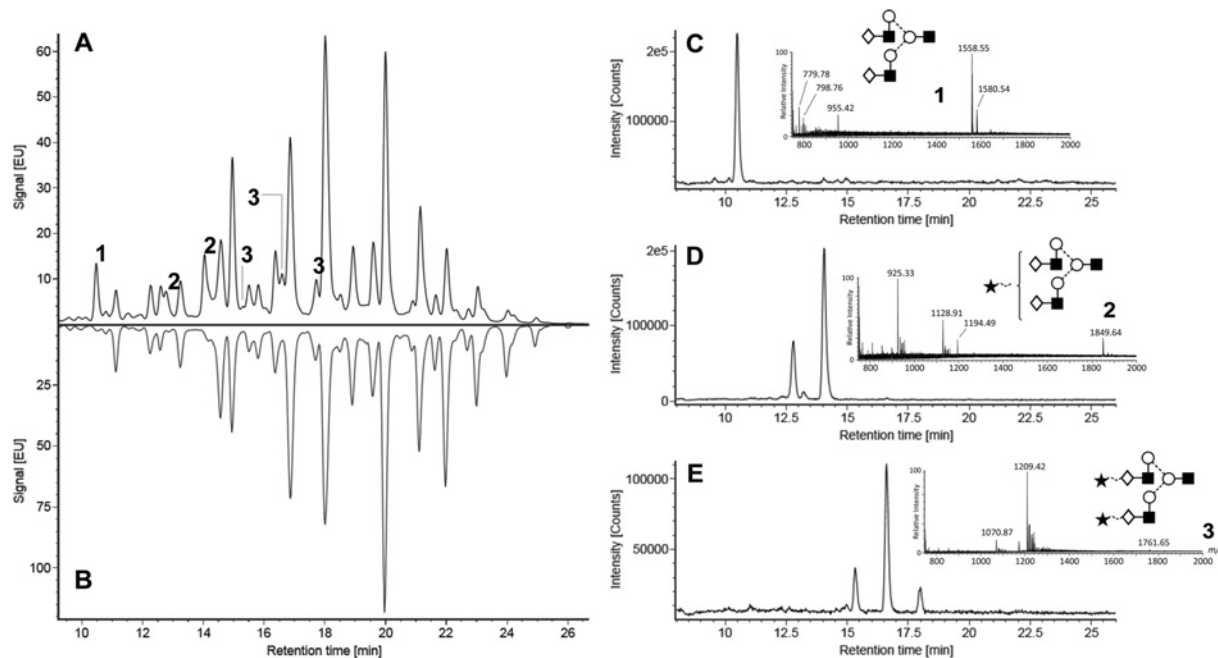 A
Signal [EU]
60
50
40
30
20
10
1
2
2
3
3
3
25
50
75
100
Signal [EU]
B
10 12 14 16 18 20 22 24 26
Retention time [min]
C
Intensity [Counts]
2e5
100000
10 12.5 15 17.5 20 22.5 25
Retention time [min]
Relative Intensity
100
0
779.78
798.76
955.42
1558.55
1580.54
1
800 1000 1200 1400 1600 1800 2000
D
Intensity [Counts]
2e5
100000
0
10 12.5 15 17.5 20 22.5 25
Retention time [min]
Relative Intensity
100
0
925.33
1128.91
1194.49
1849.64
2
800 1000 1200 1400 1600 1800 2000
E
Intensity [Counts]
100000
50000
10 12.5 15 17.5 20 22.5 25
Retention time [min]
Relative Intensity
100
0
1209.42
1070.87
1761.65
3
800 1000 1200 1400 1600 1800 2000